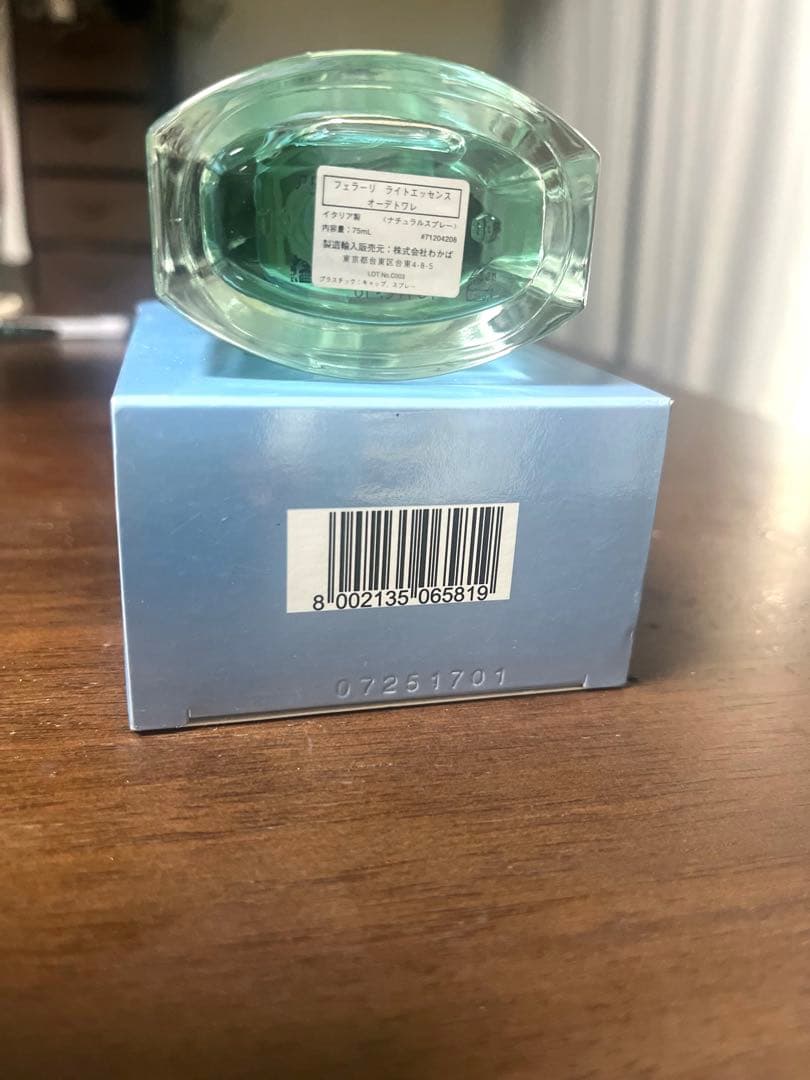 フェラーリ ライトエッセンス
オーデトワレ
イタリア製 (ナチュラルスプレー)
内容量:75mL #71204208
製造輸入販売元:株式会社わかば
東京都台東区台東4-8-5
LOT No.C003
プラスチック:キャップ、スプレー
8 002135 065819
07251701